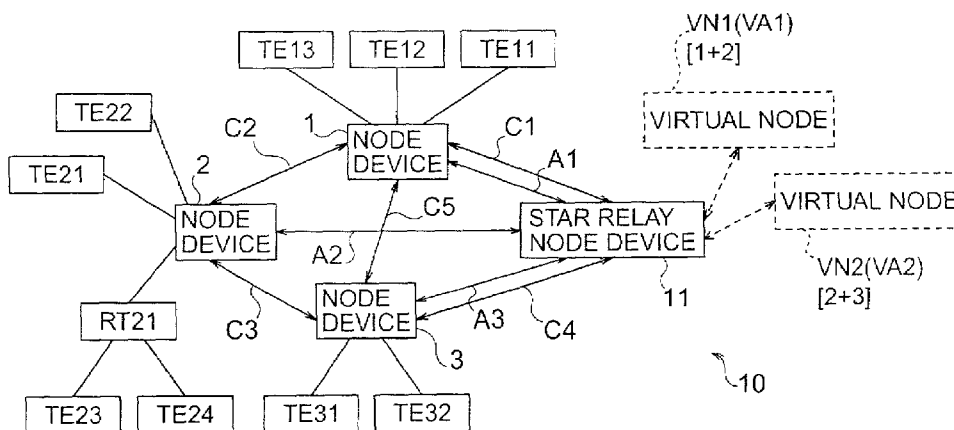 TE13
TE12
TE11
VN1(VA1)
[1+2]
TE22
C2
1
NODE
DEVICE
C1
A1
VIRTUAL NODE
TE21
2
NODE
DEVICE
C5
A2
STAR RELAY
NODE DEVICE
VIRTUAL NODE
RT21
C3
NODE
DEVICE
3
A3
C4
11
VN2(VA2)
[2+3]
10
TE23
TE24
TE31
TE32